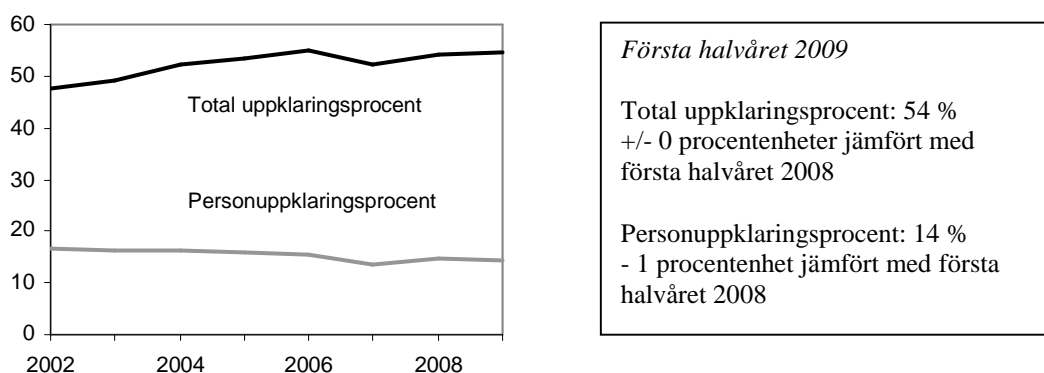 60
50
40
30
20
10
0
Total uppklaringsprocent
Personuppklaringsprocent
2002 2004 2006 2008
Första halvåret 2009
Total uppklaringsprocent: 54 %
+/- 0 procentenheter jämfört med
första halvåret 2008
Personuppklaringsprocent: 14 %
- 1 procentenhet jämfört med första
halvåret 2008